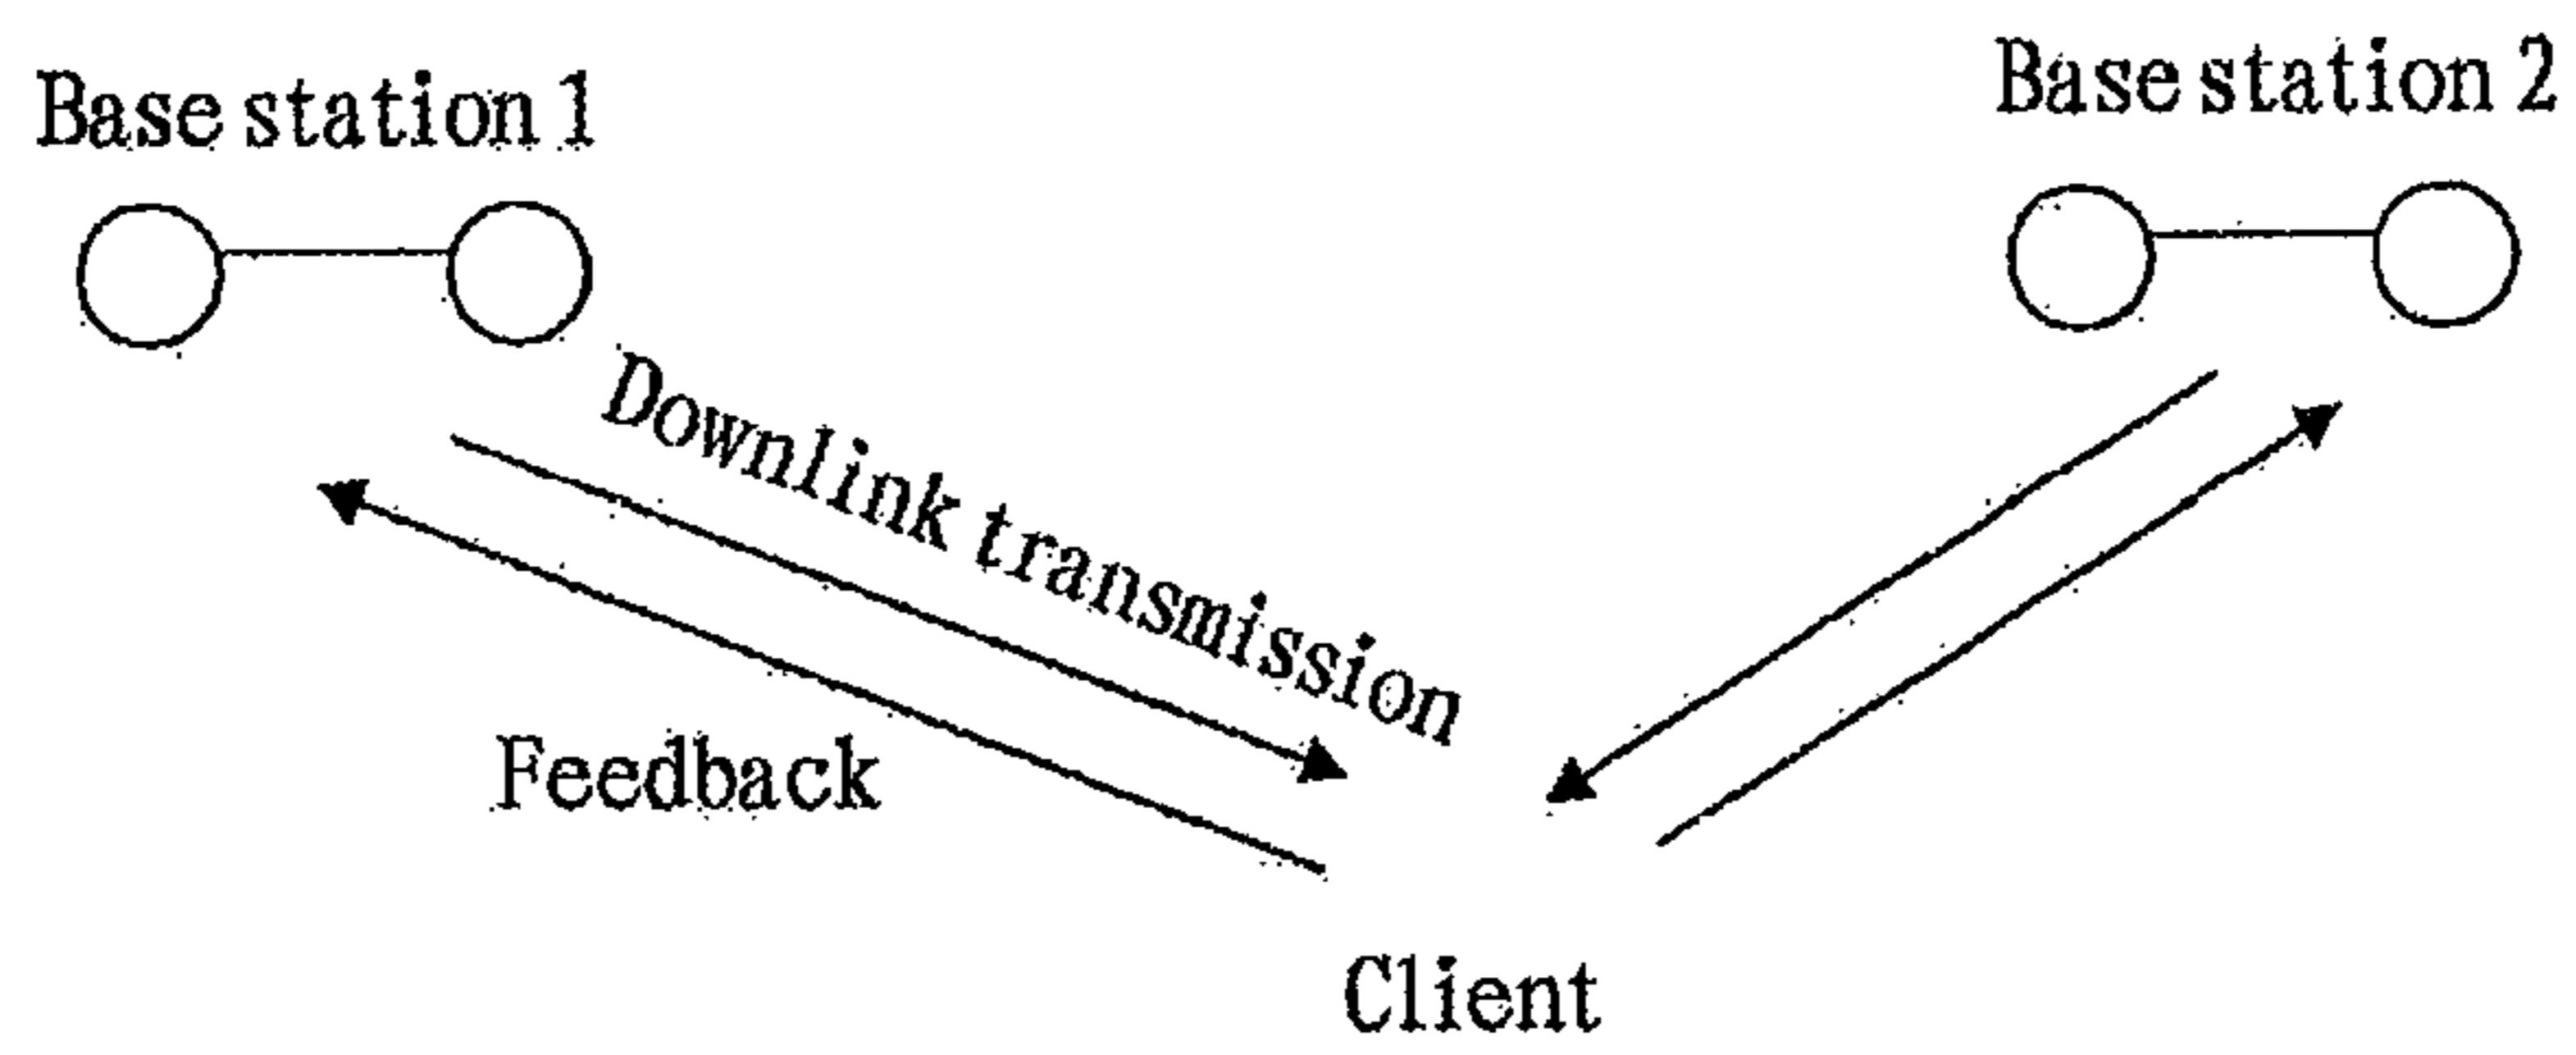 Base station 1
Base station 2
Downlink transmission
Feedback
Client